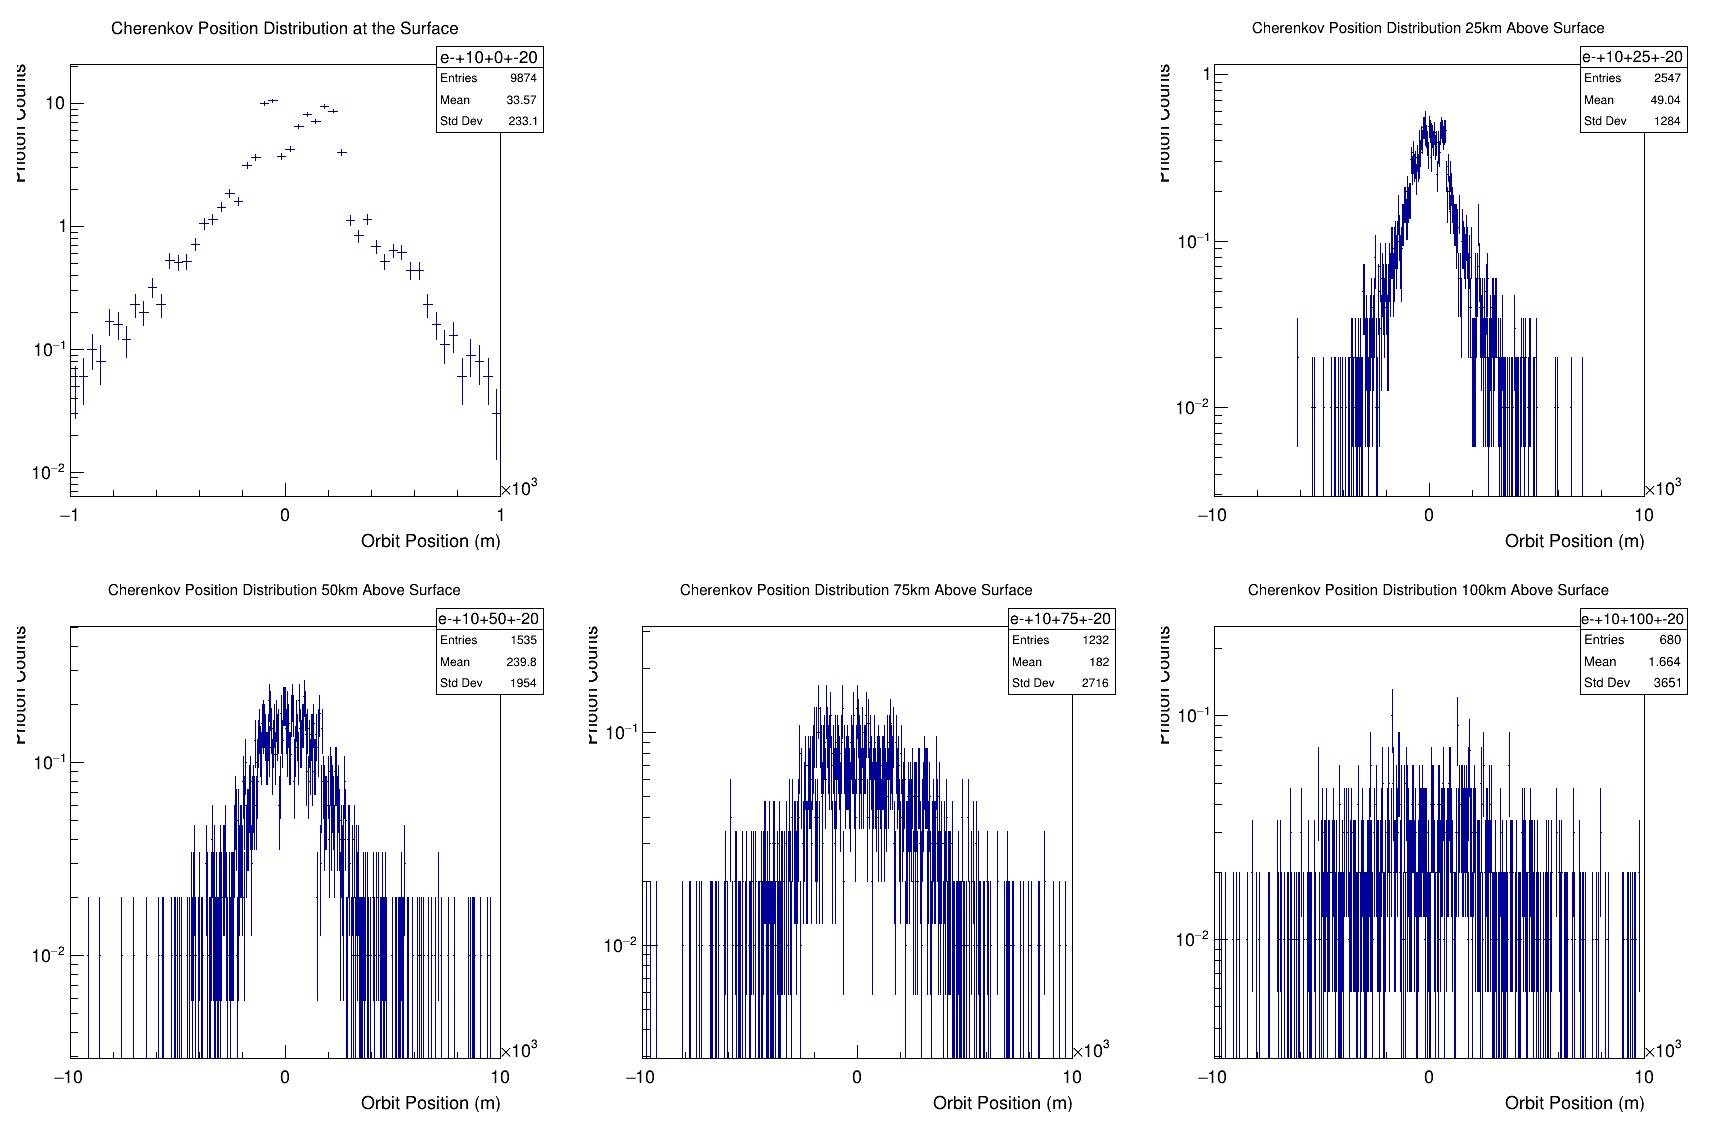 Cherenkov Position Distribution at the Surface
e-+10+0+-20
Entries 9874
Mean 33.57
Std Dev 233.1
Photon Counts
10
1
10⁻¹
10⁻²
×10³
−1 0 1
Orbit Position (m)
Cherenkov Position Distribution 25km Above Surface
e-+10+25+-20
Entries 2547
Mean 49.04
Std Dev 1284
Photon Counts
1
10⁻¹
10⁻²
×10³
−10 0 10
Orbit Position (m)
Cherenkov Position Distribution 50km Above Surface
e-+10+50+-20
Entries 1535
Mean 239.8
Std Dev 1954
Photon Counts
10⁻¹
10⁻²
×10³
−10 0 10
Orbit Position (m)
Cherenkov Position Distribution 75km Above Surface
e-+10+75+-20
Entries 1232
Mean 182
Std Dev 2716
Photon Counts
10⁻¹
10⁻²
×10³
−10 0 10
Orbit Position (m)
Cherenkov Position Distribution 100km Above Surface
e-+10+100+-20
Entries 680
Mean 1.664
Std Dev 3651
Photon Counts
10⁻¹
10⁻²
×10³
−10 0 10
Orbit Position (m)